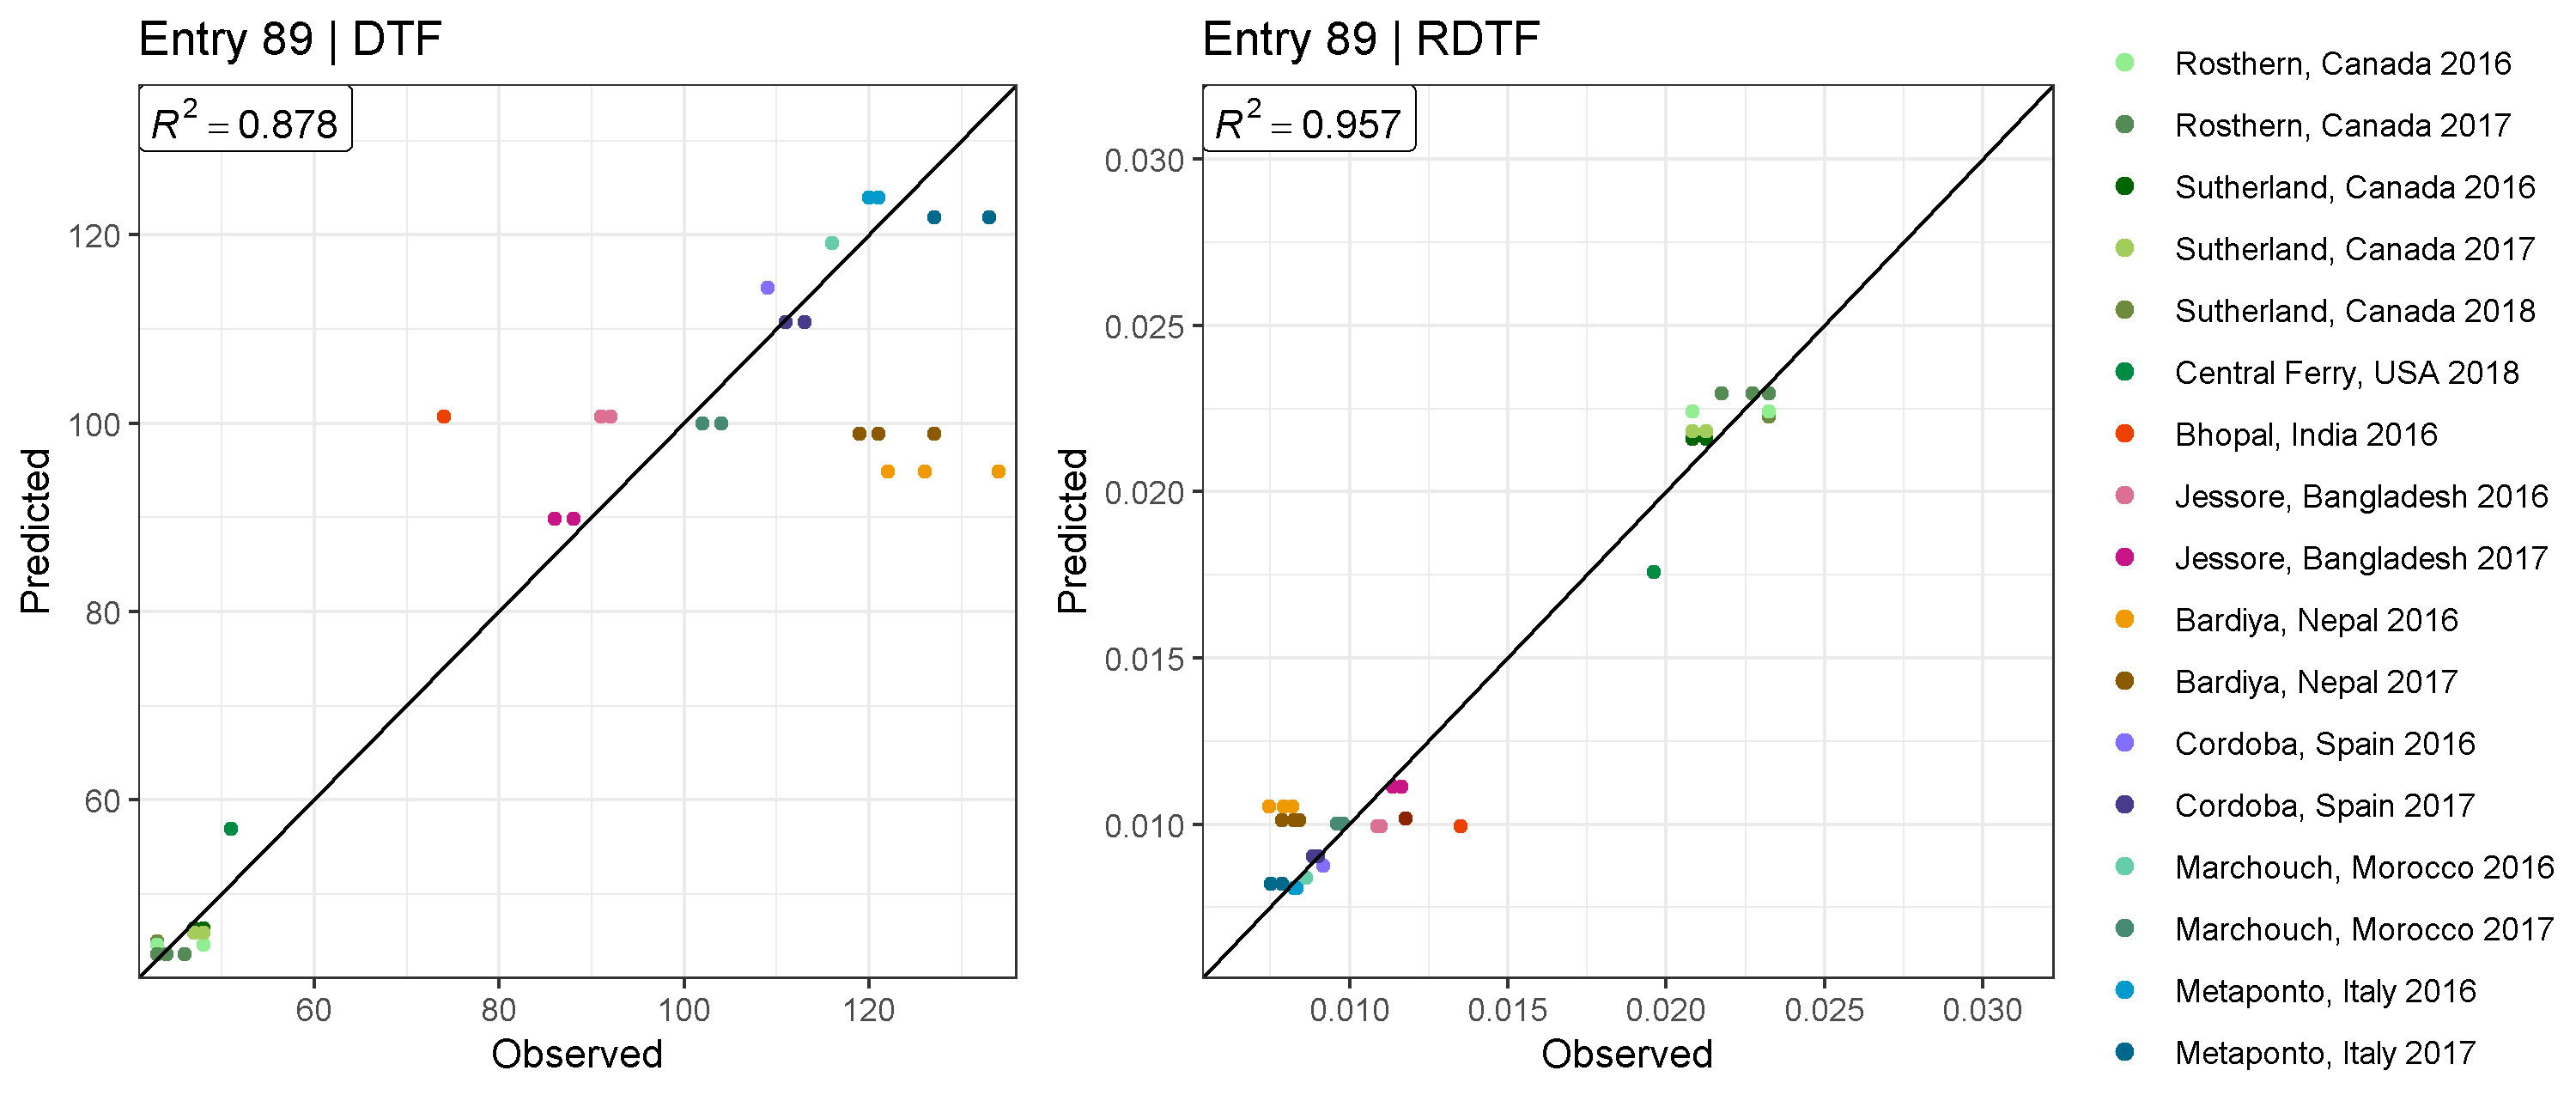 Entry 89 | DTF
R² = 0.878
120
100
80
60
60
80
100
120
Predicted
Observed
Entry 89 | RDTF
R² = 0.957
0.030
0.025
0.020
0.015
0.010
0.010
0.015
0.020
0.025
0.030
Predicted
Observed
Rosthern, Canada 2016
Rosthern, Canada 2017
Sutherland, Canada 2016
Sutherland, Canada 2017
Sutherland, Canada 2018
Central Ferry, USA 2018
Bhopal, India 2016
Jessore, Bangladesh 2016
Jessore, Bangladesh 2017
Bardiya, Nepal 2016
Bardiya, Nepal 2017
Cordoba, Spain 2016
Cordoba, Spain 2017
Marchouch, Morocco 2016
Marchouch, Morocco 2017
Metaponto, Italy 2016
Metaponto, Italy 2017